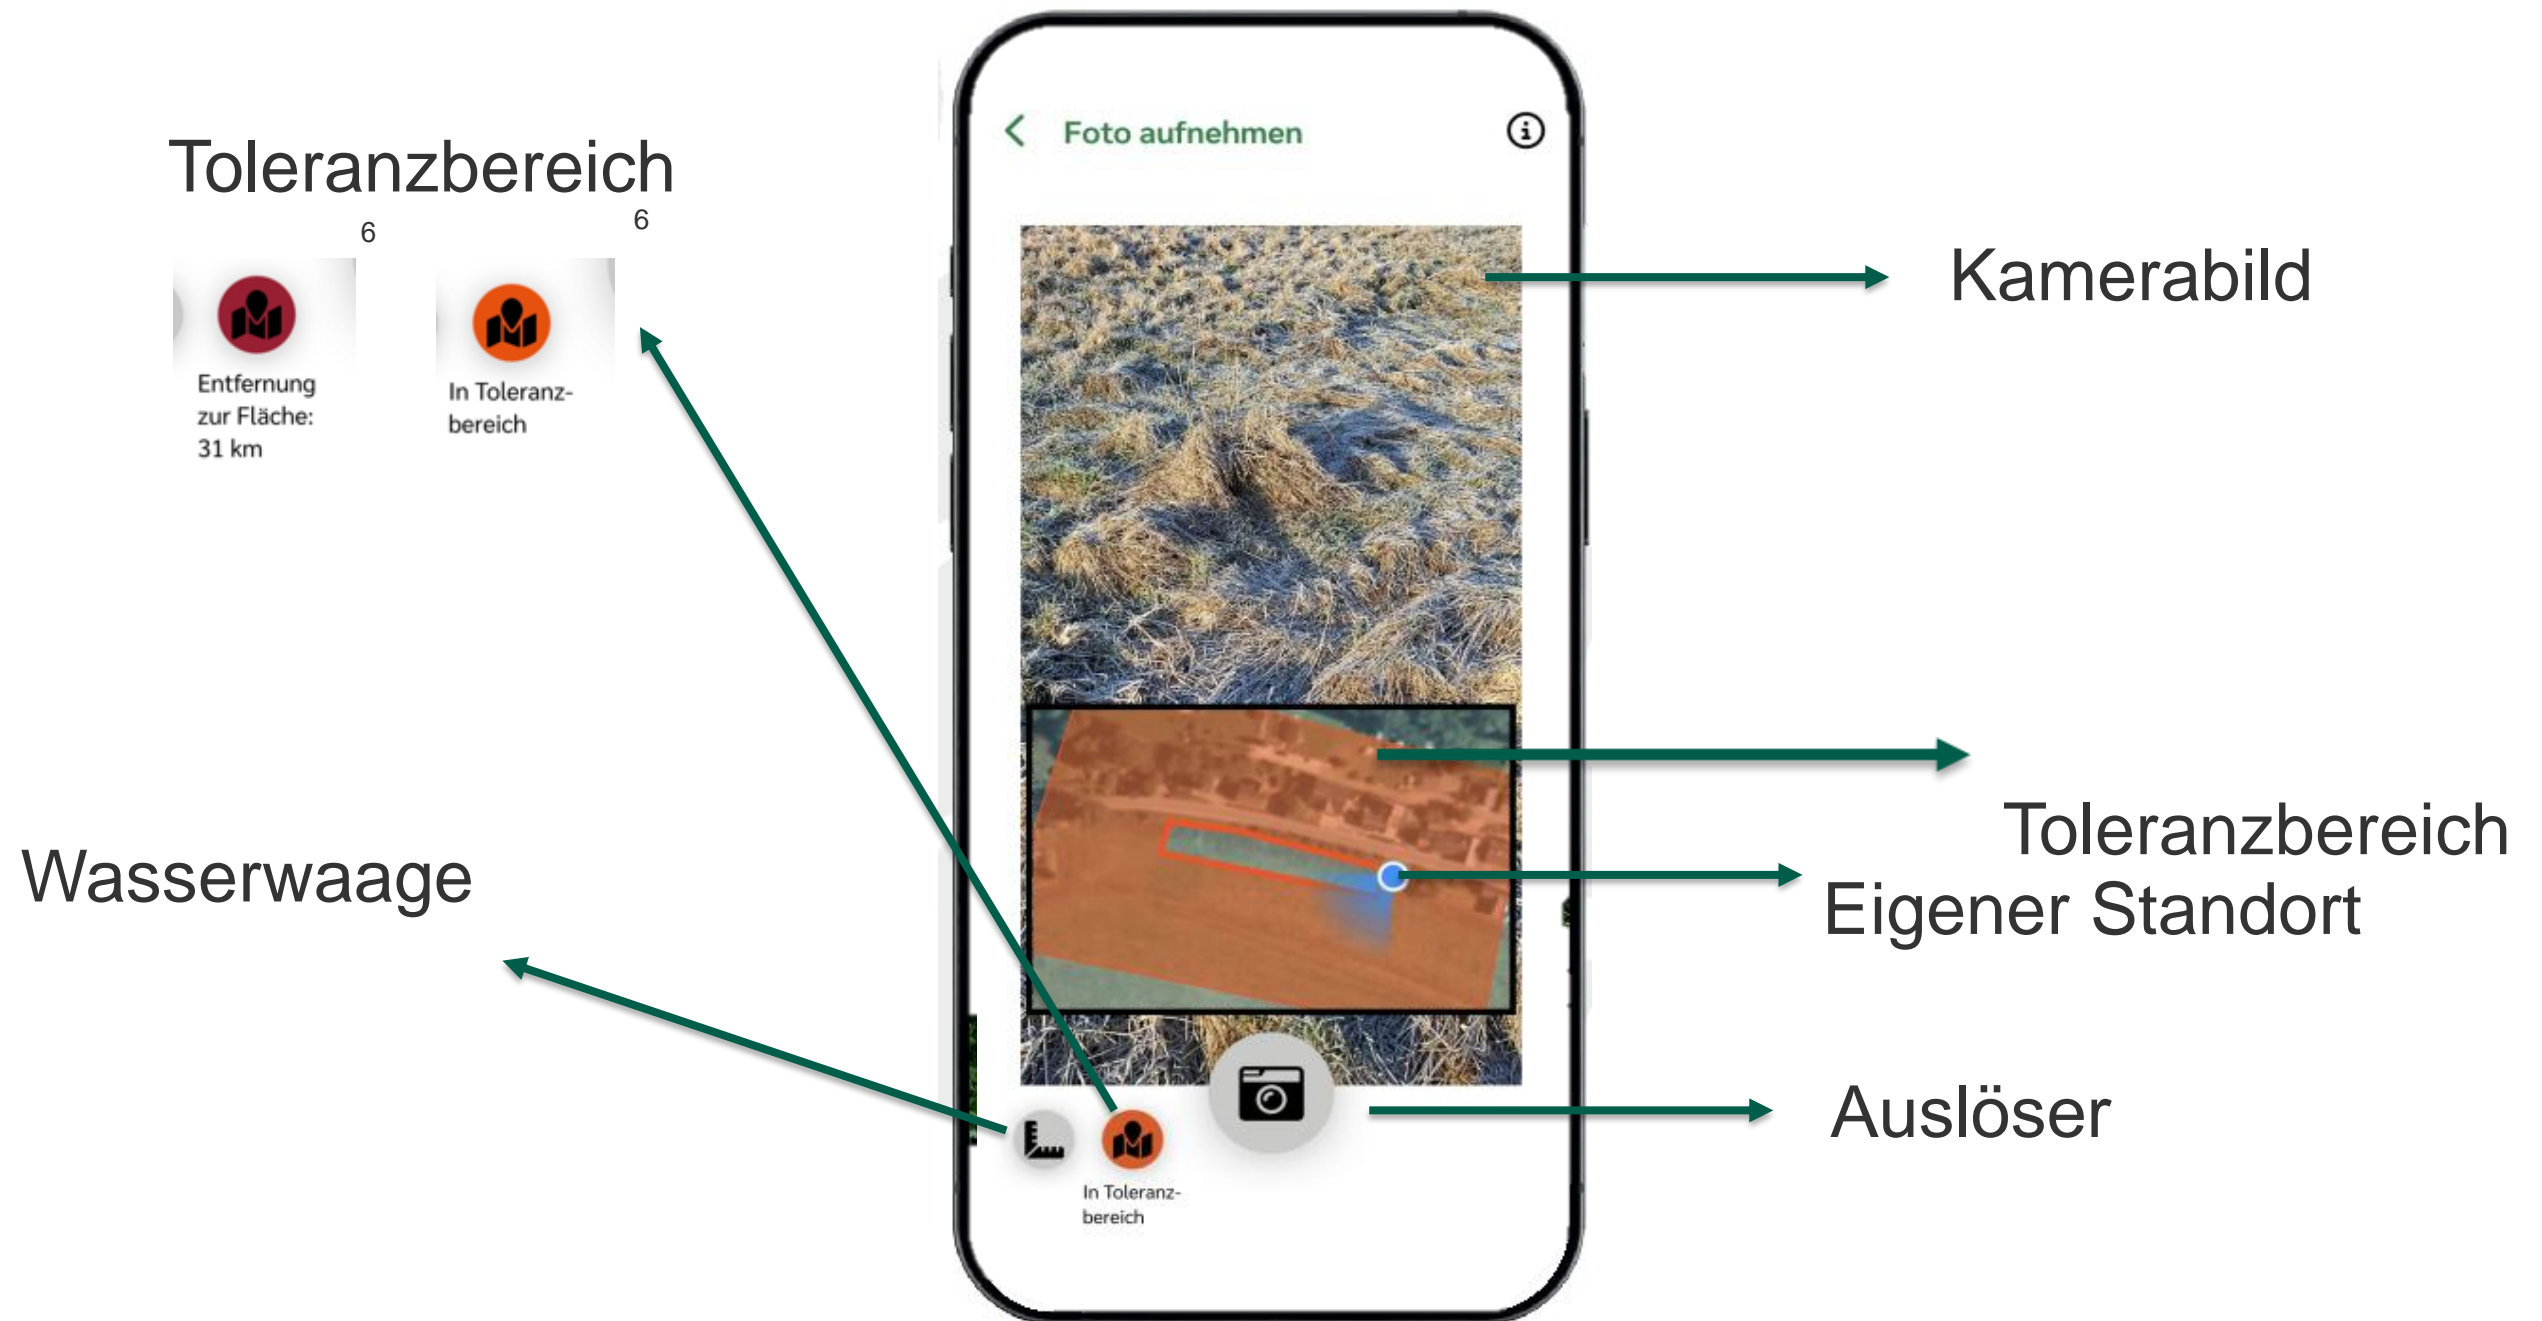 Toleranzbereich
6
6
Entfernung
zur Fläche:
31 km
In Toleranz-
bereich
Wasserwaage
Foto aufnehmen
In Toleranz-
bereich
Kamerabild
Toleranzbereich
Eigener Standort
Auslöser